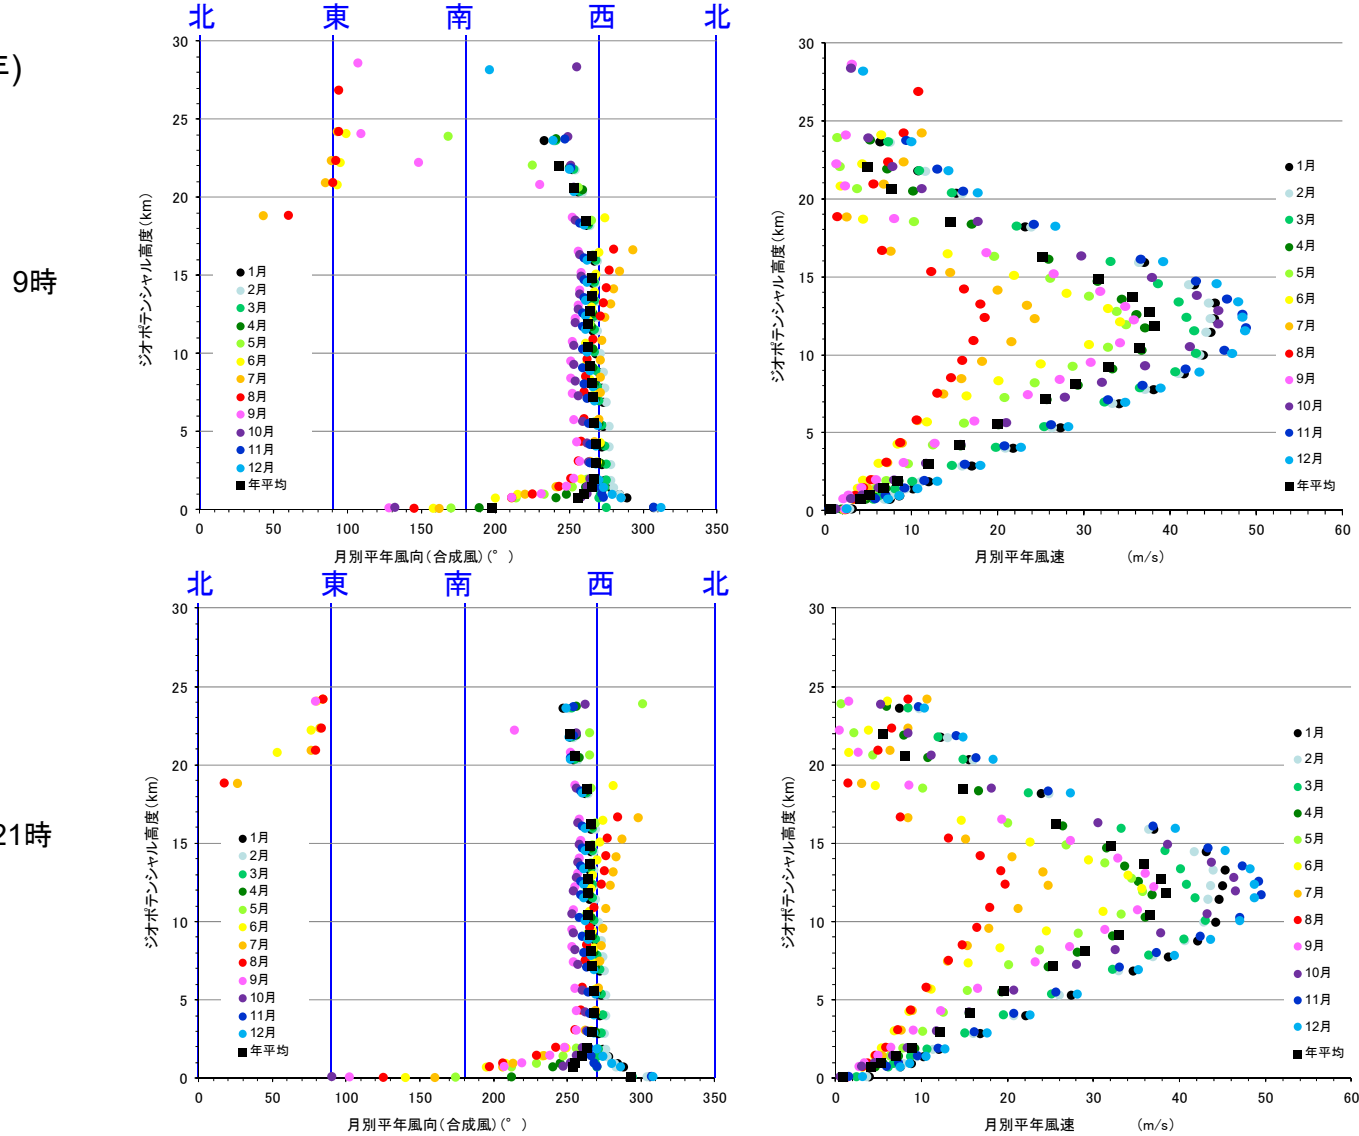 北 東 南 西 北
年)
9時
30
25
20
15
10
5
0
ジオポテンシャル高度(km)
1月
2月
3月
4月
5月
6月
7月
8月
9月
10月
11月
12月
年平均
0 50 100 150 200 250 300 350
月別平年風向(合成風)(°)
30
25
20
15
10
5
0
ジオポテンシャル高度(km)
1月
2月
3月
4月
5月
6月
7月
8月
9月
10月
11月
12月
年平均
0 10 20 30 40 50 60
月別平年風速 (m/s)
北 東 南 西 北
21時
30
25
20
15
10
5
0
ジオポテンシャル高度(km)
1月
2月
3月
4月
5月
6月
7月
8月
9月
10月
11月
12月
年平均
0 50 100 150 200 250 300 350
月別平年風向(合成風)(°)
30
25
20
15
10
5
0
ジオポテンシャル高度(km)
1月
2月
3月
4月
5月
6月
7月
8月
9月
10月
11月
12月
年平均
0 10 20 30 40 50 60
月別平年風速 (m/s)